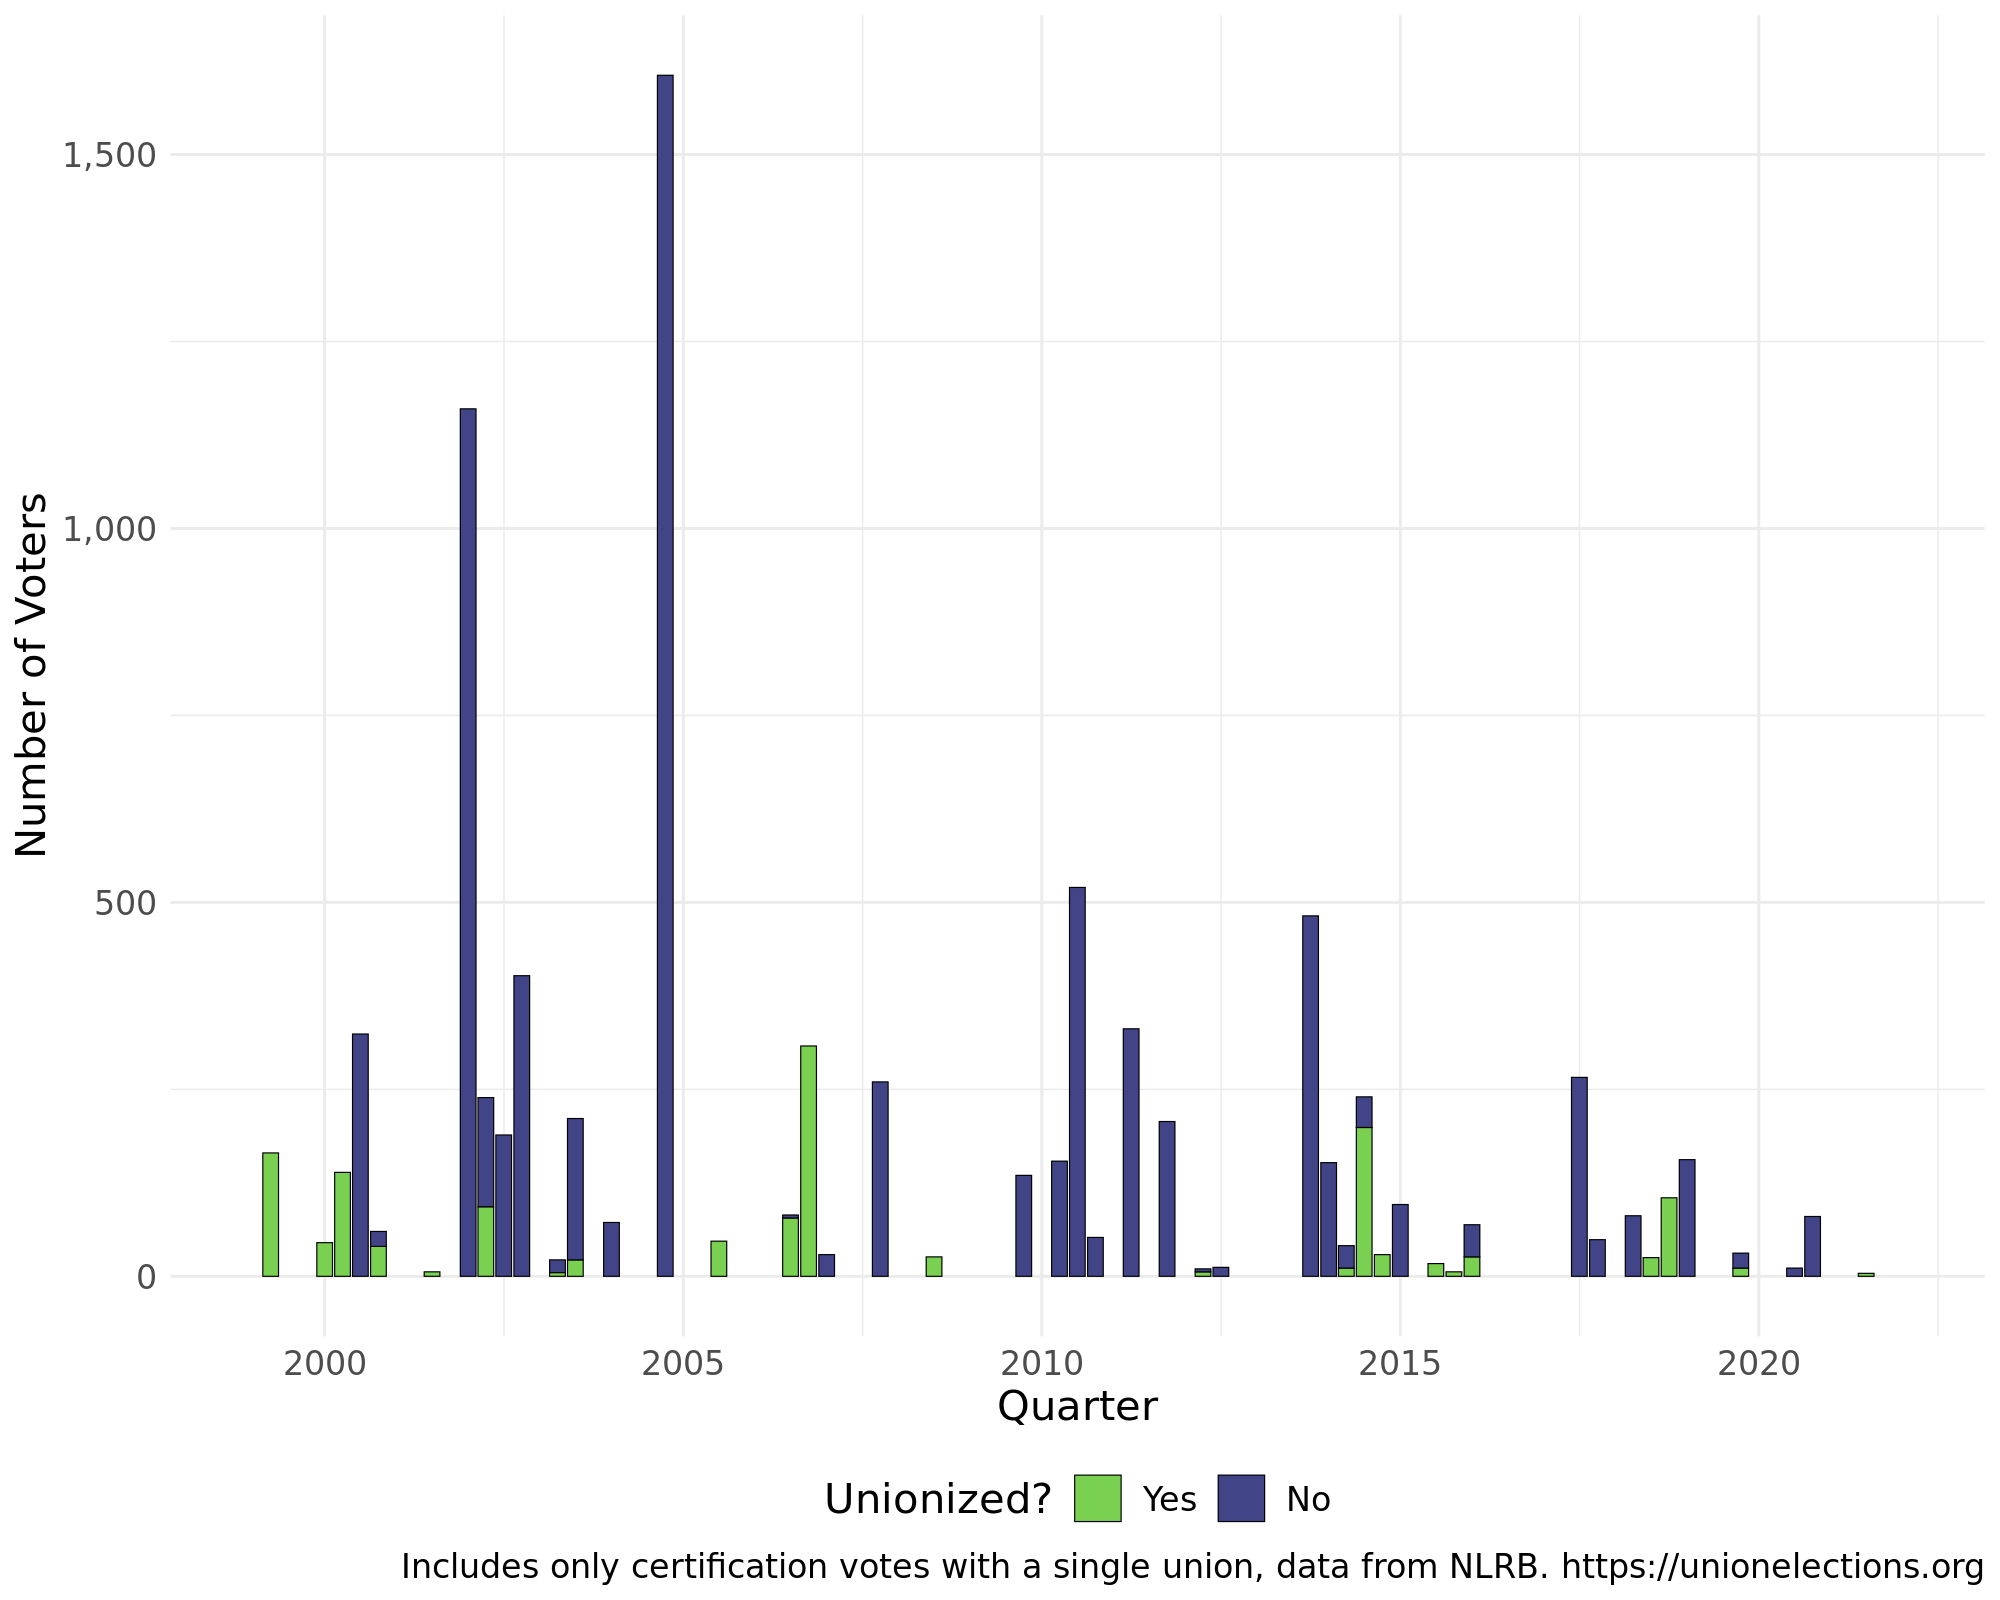 1,500
1,000
500
0
Number of Voters
2000 2005 2010 2015 2020
Quarter
Unionized? Yes No
Includes only certification votes with a single union, data from NLRB. https://unionelections.org